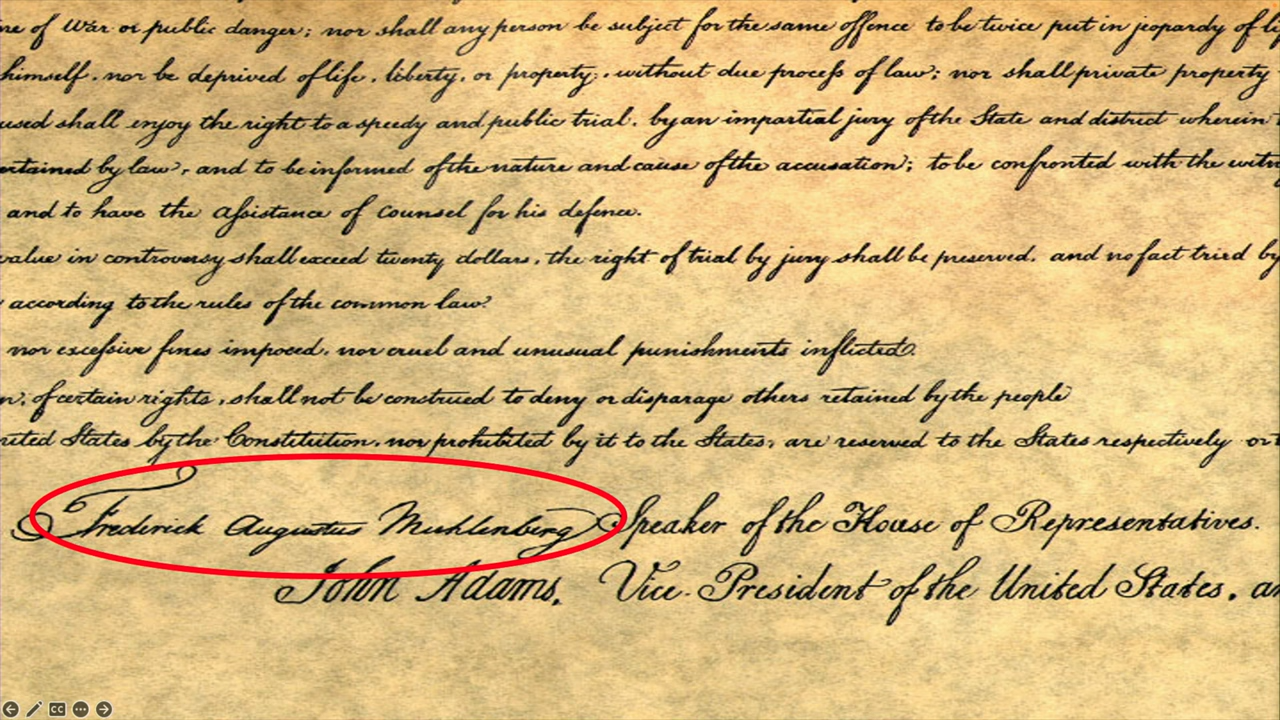 of War or public danger; nor shall any person be subject for the same offence to be twice put in jeopardy of
himself, nor be deprived of life, liberty, or property, without due process of law; nor shall private property
shall enjoy the right to a speedy and public trial, by an impartial jury of the State and district wherein
by law, and to be informed of the nature and cause of the accusation; to be confronted with the
and to have the Assistance of Counsel for his defence.
value in controversy shall exceed twenty dollars, the right of trial by jury shall be preserved, and no fact tried by
according to the rules of the common law.
nor excessive fines imposed, nor cruel and unusual punishments inflicted.
of certain rights, shall not be construed to deny or disparage others retained by the people
States by the Constitution, nor prohibited by it to the States, are reserved to the States respectively
Frederick Augustus Muhlenberg Speaker of the House of Representatives.
John Adams, Vice-President of the United States,
CC